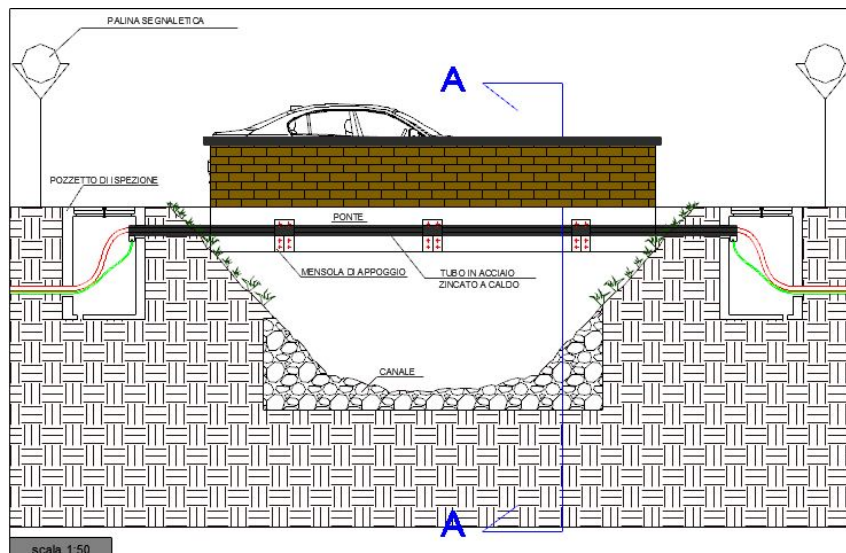 PALINA SEGNALETICA
A
POZZETTO DI ISPEZIONE
PONTE
MENSOLA DI APPOGGIO
TUBO IN ACCIAIO
ZINCATO A CALDO
CANALE
A
scala 1:50